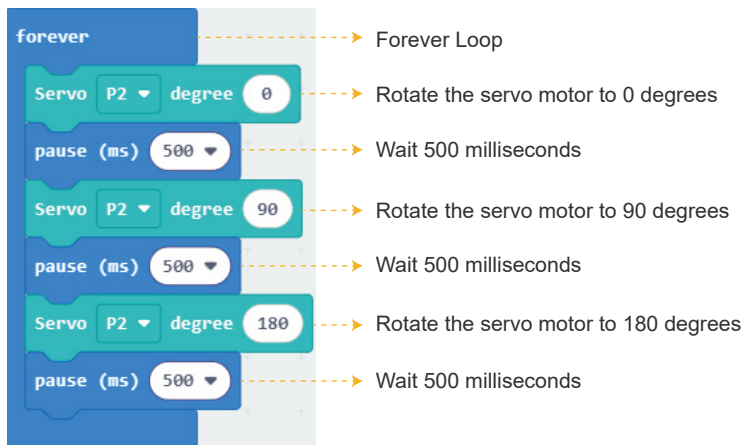 forever
Forever Loop
Servo P2 degree 0
Rotate the servo motor to 0 degrees
pause (ms) 500
Wait 500 milliseconds
Servo P2 degree 90
Rotate the servo motor to 90 degrees
pause (ms) 500
Wait 500 milliseconds
Servo P2 degree 180
Rotate the servo motor to 180 degrees
pause (ms) 500
Wait 500 milliseconds